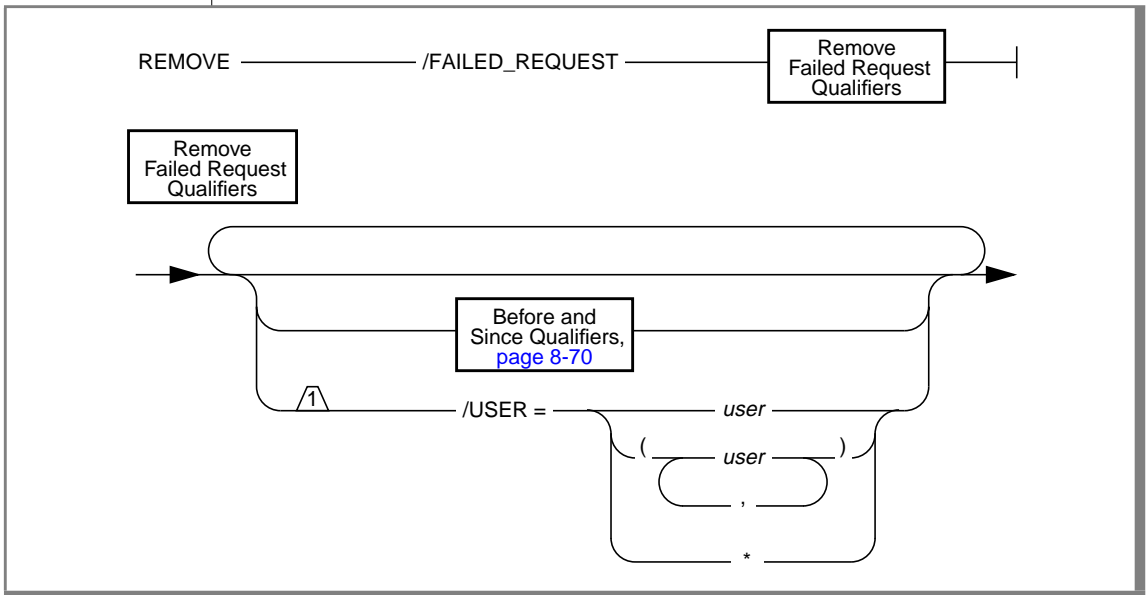 REMOVE /FAILED_REQUEST
Remove
Failed Request
Qualifiers
Remove
Failed Request
Qualifiers
Before and
Since Qualifiers,
page 8-70
1 /USER = user
( user )
,
*